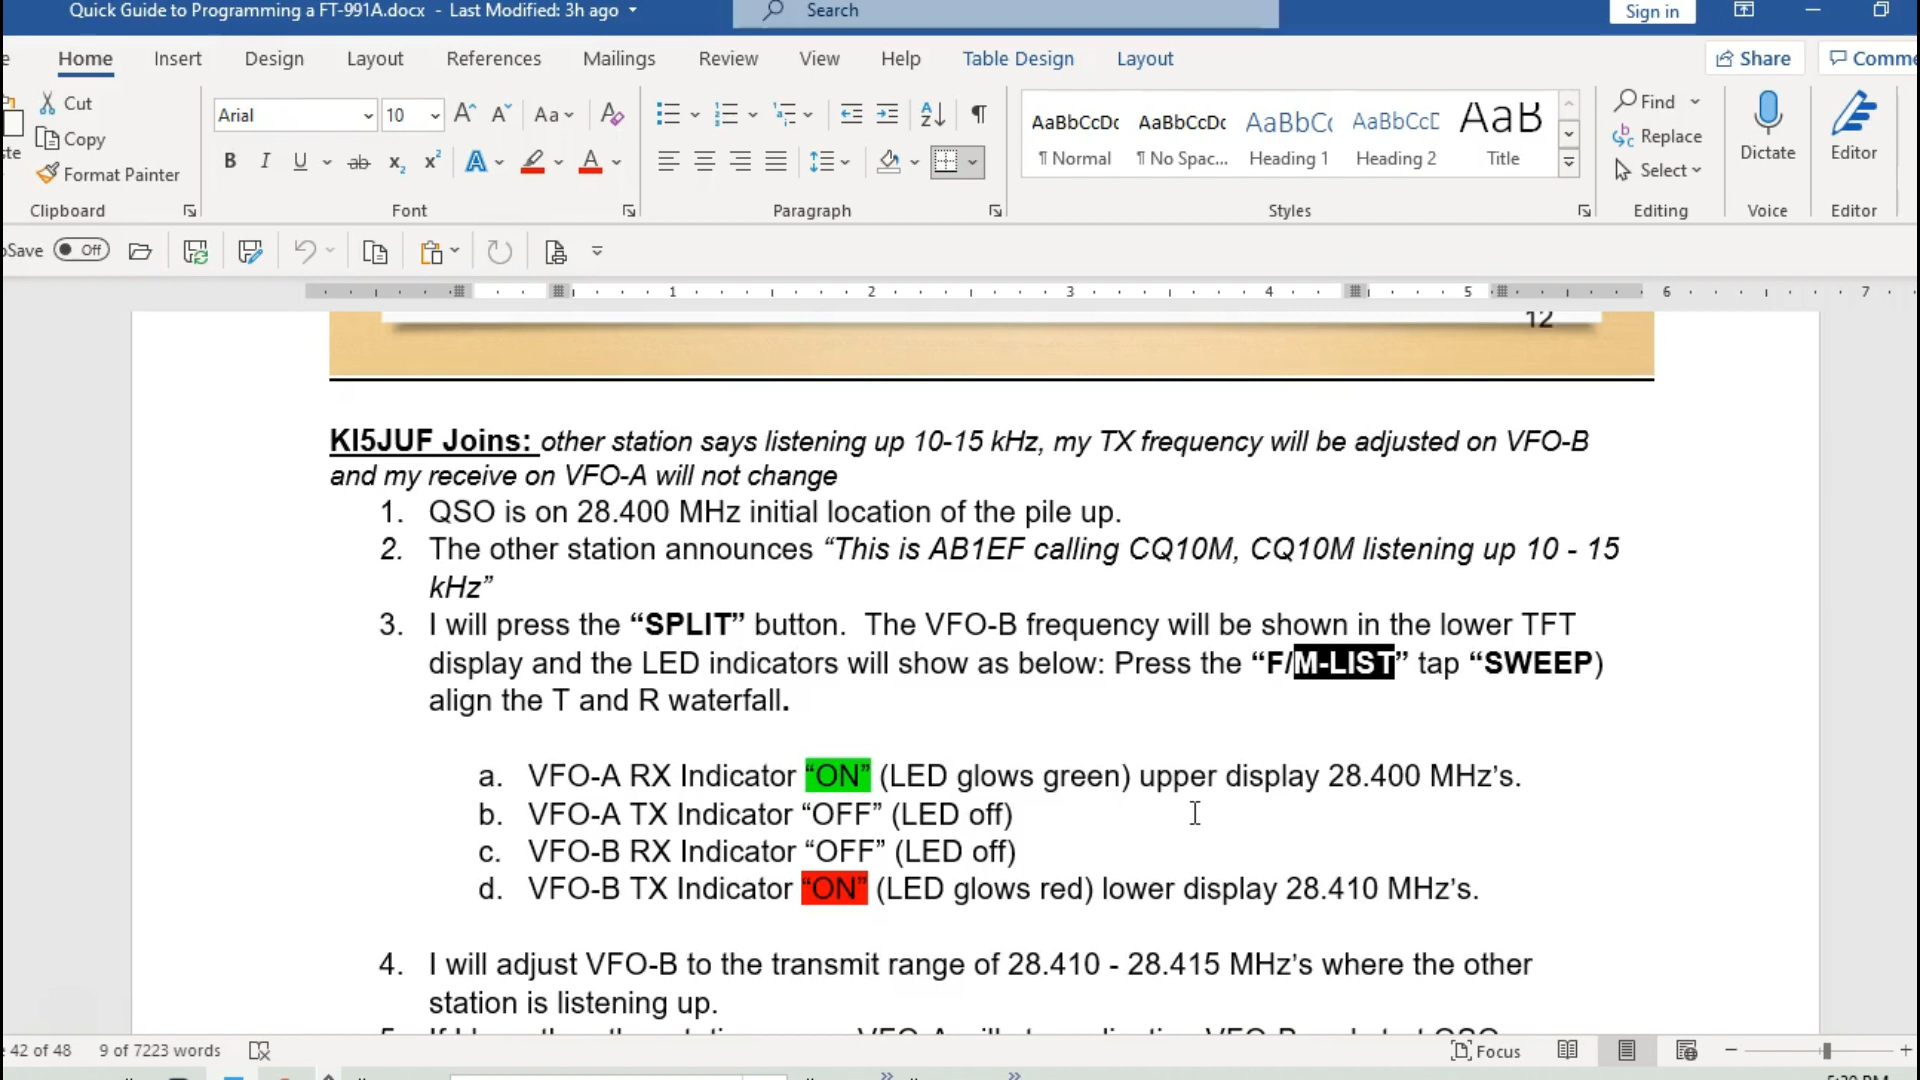 Quick Guide to Programming a FT-991A.docx - Last Modified: 3h ago
Search
Sign in
Home Insert Design Layout References Mailings Review View Help Table Design Layout
Share
Cut
Copy
Format Painter
Clipboard
Arial
10
Font
Paragraph
AaBbCcDc AaBbCcDc AaBbCc AaBbCcD AaB
¶ Normal ¶ No Spac... Heading 1 Heading 2 Title
Styles
Find
Replace
Select
Editing
Dictate
Voice
Editor
Editor
Off
1 2 3 4 5 6 7
12
KI5JUF Joins: other station says listening up 10-15 kHz, my TX frequency will be adjusted on VFO-B
and my receive on VFO-A will not change
1. QSO is on 28.400 MHz initial location of the pile up.
2. The other station announces “This is AB1EF calling CQ10M, CQ10M listening up 10 - 15
kHz”
3. I will press the “SPLIT” button. The VFO-B frequency will be shown in the lower TFT
display and the LED indicators will show as below: Press the “F/M-LIST” tap “SWEEP)
align the T and R waterfall.
a. VFO-A RX Indicator “ON” (LED glows green) upper display 28.400 MHz’s.
b. VFO-A TX Indicator “OFF” (LED off)
c. VFO-B RX Indicator “OFF” (LED off)
d. VFO-B TX Indicator “ON” (LED glows red) lower display 28.410 MHz’s.
4. I will adjust VFO-B to the transmit range of 28.410 - 28.415 MHz’s where the other
station is listening up.
42 of 48 9 of 7223 words
Focus